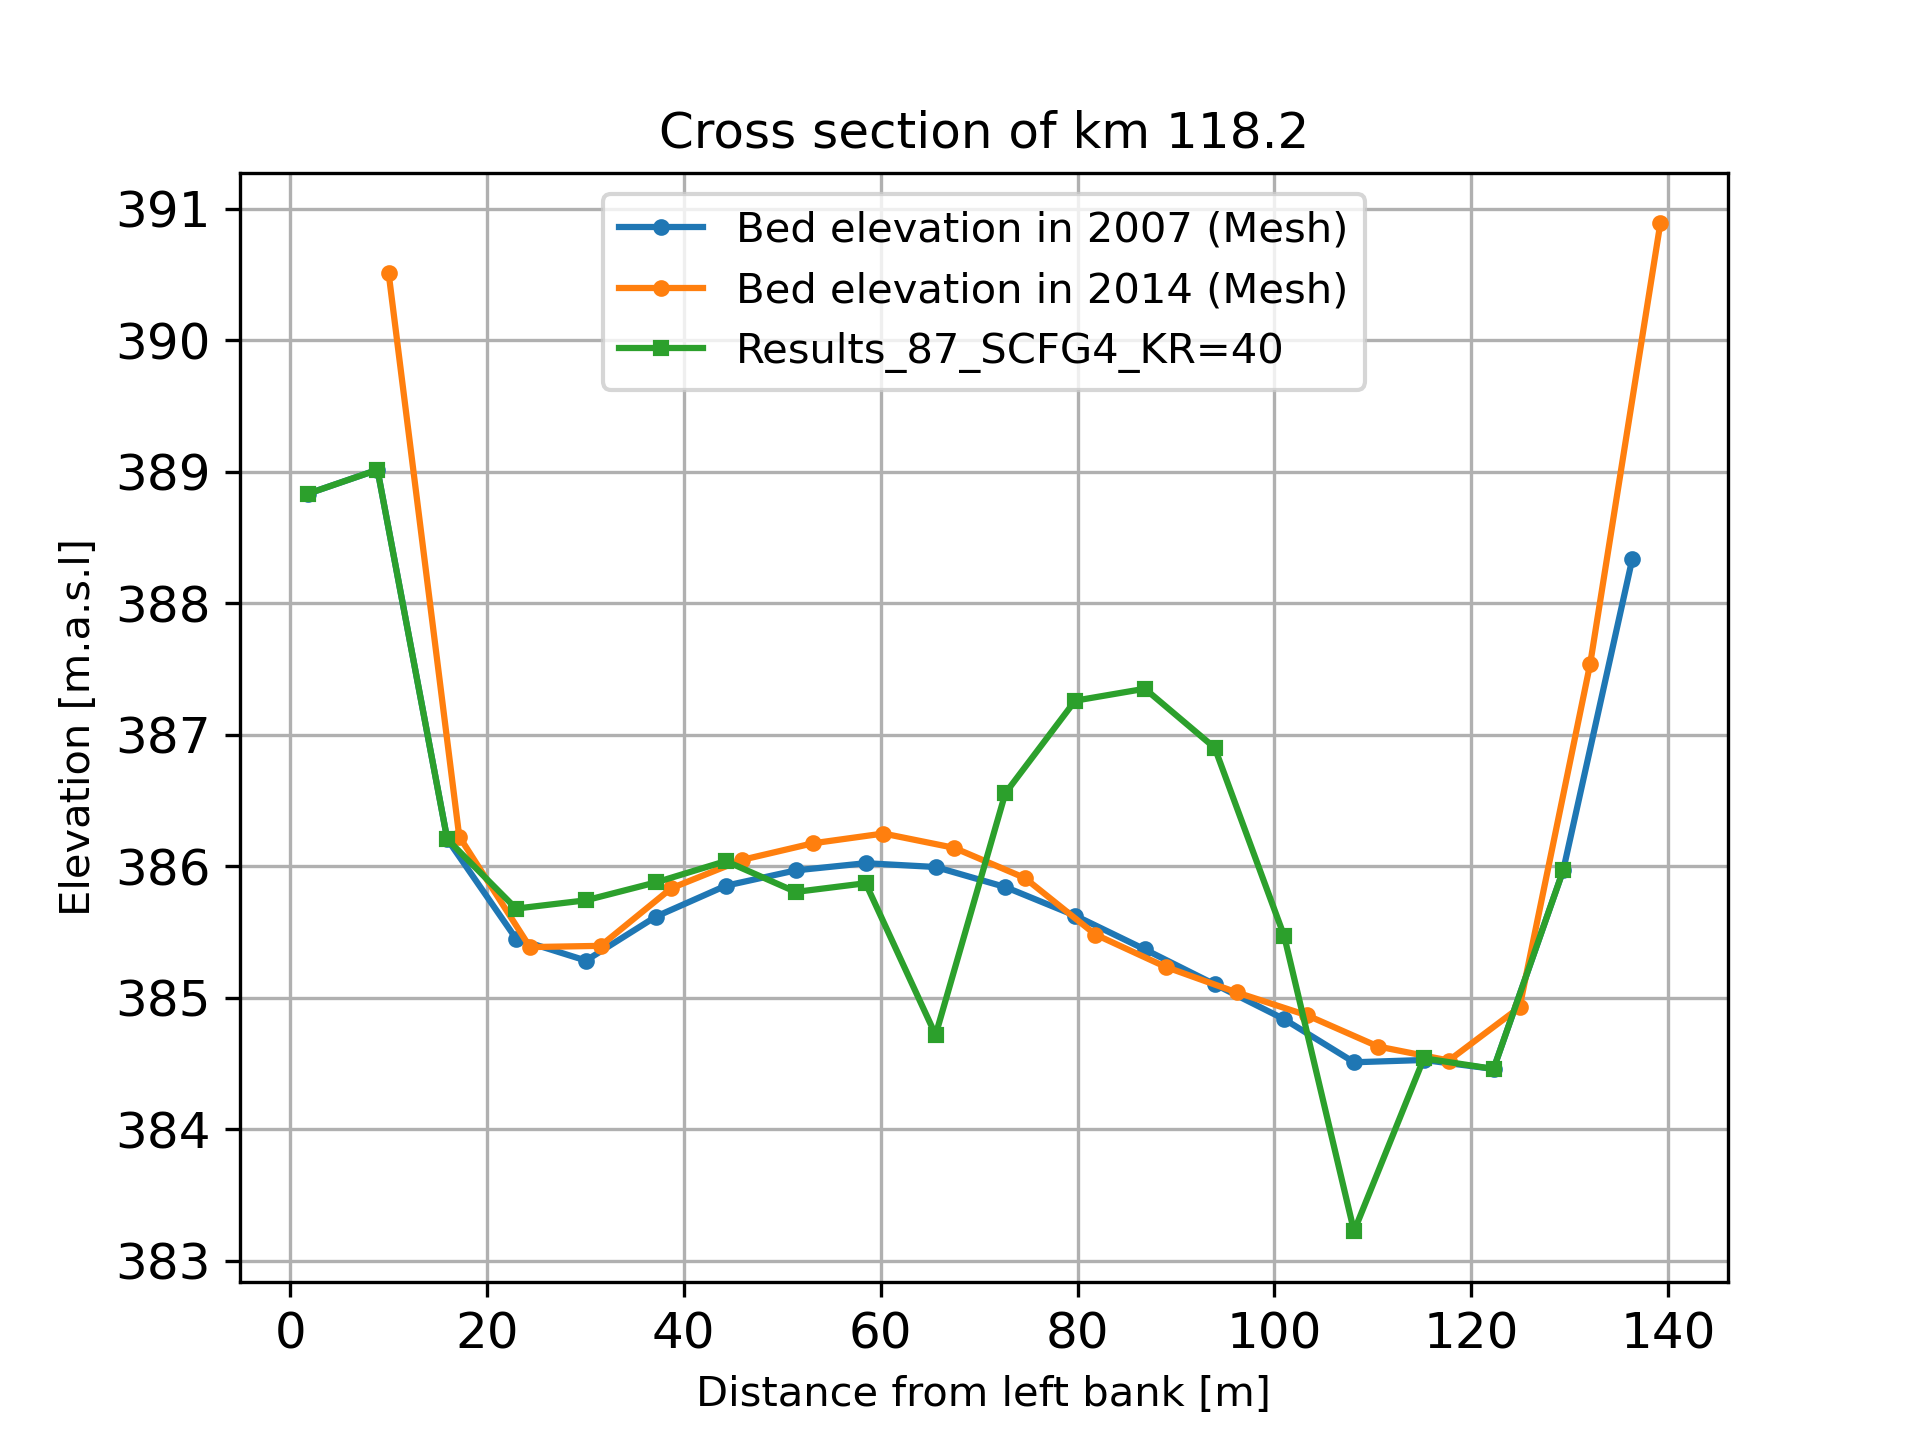 Cross section of km 118.2
Bed elevation in 2007 (Mesh)
Bed elevation in 2014 (Mesh)
Results_87_SCFG4_KR=40
Elevation [m.a.s.l]
391
390
389
388
387
386
385
384
383
0 20 40 60 80 100 120 140
Distance from left bank [m]